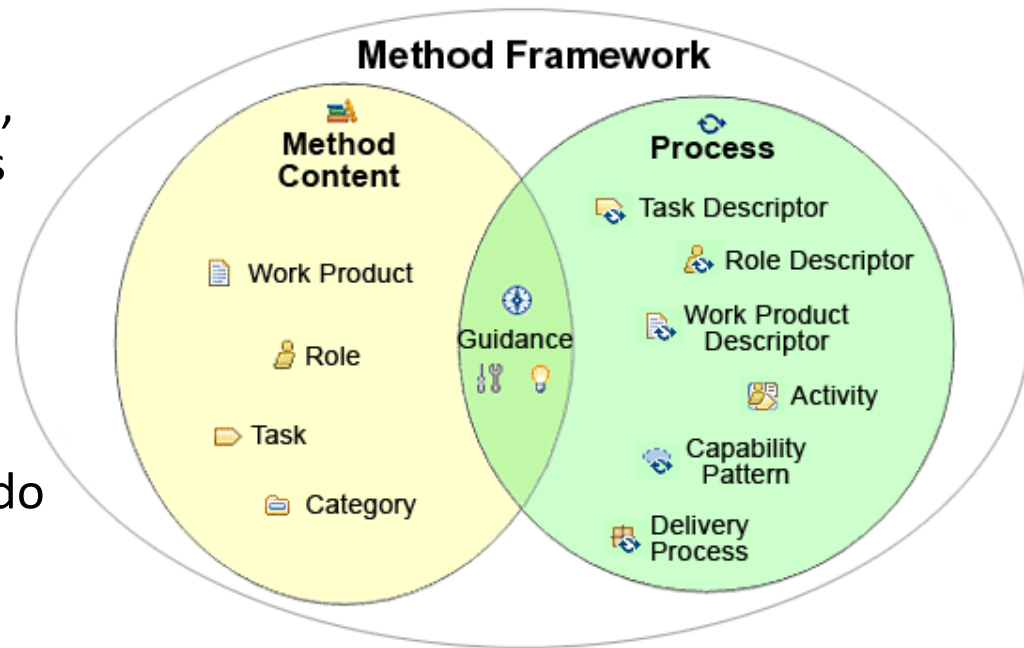 Method Framework
,
s
do
Method
Content
Work Product
Role
Task
Category
Guidance
Process
Task Descriptor
Role Descriptor
Work Product
Descriptor
Activity
Capability
Pattern
Delivery
Process